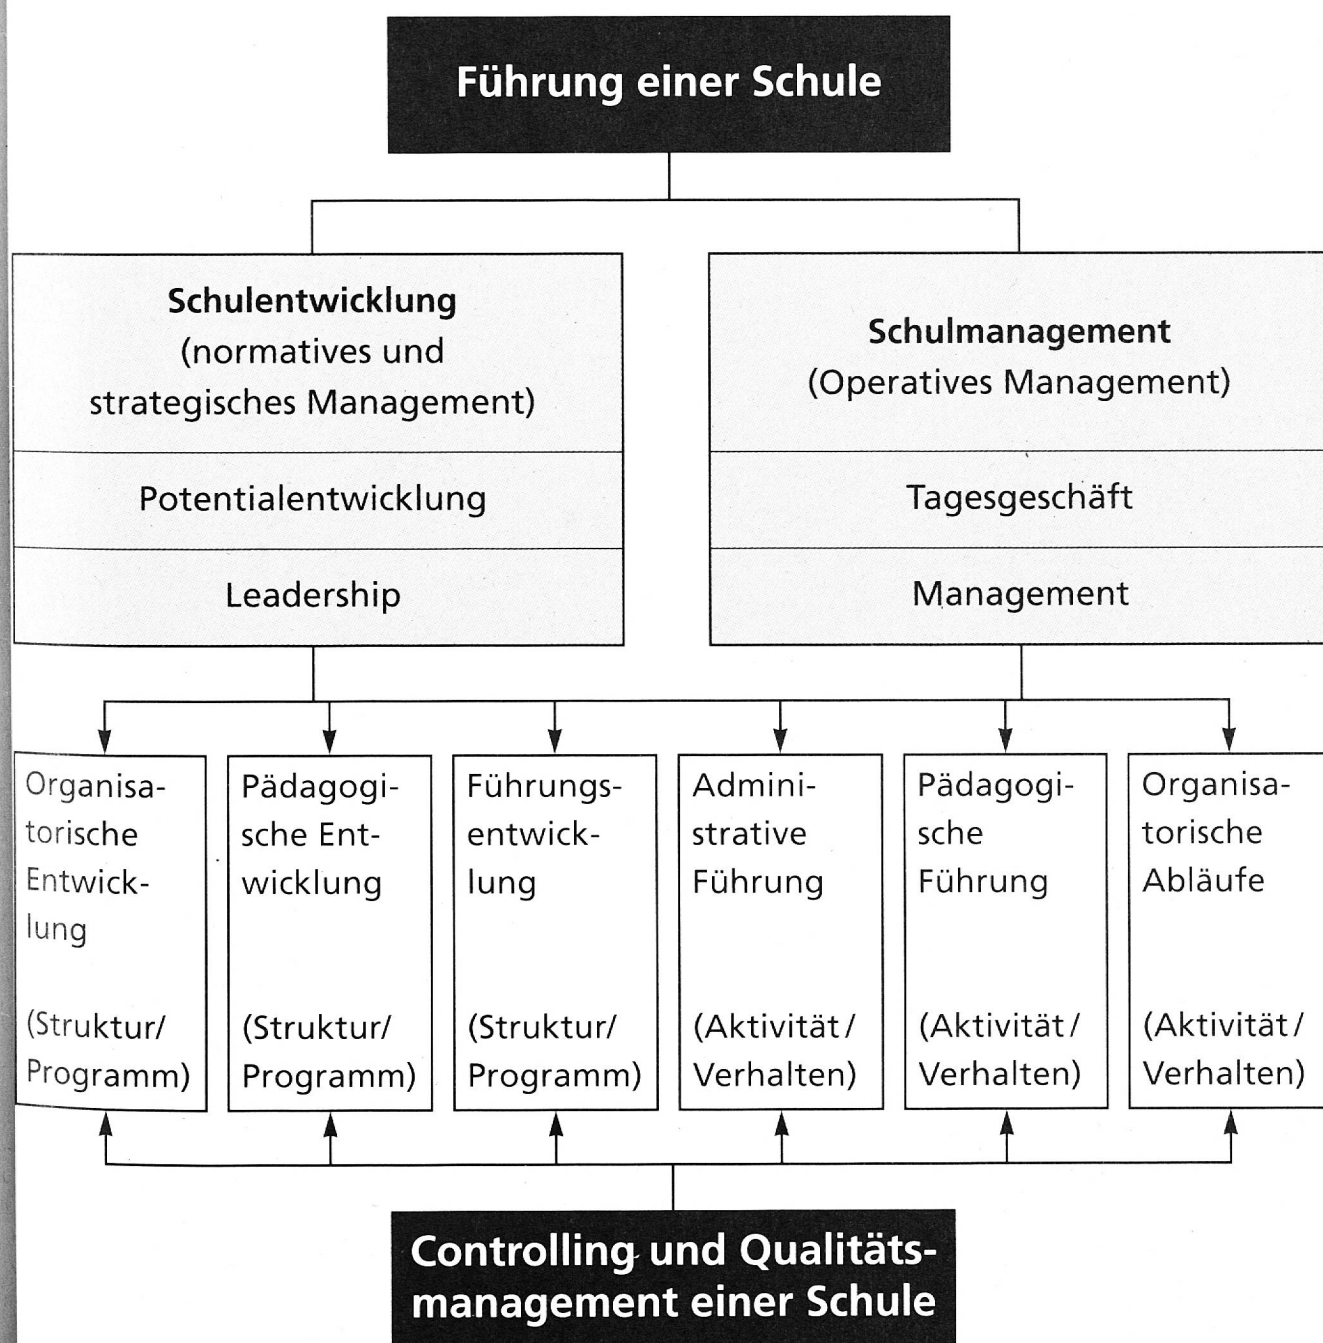 Führung einer Schule
Schulentwicklung
(normatives und
strategisches Management)
Potentialentwicklung
Leadership
Schulmanagement
(Operatives Management)
Tagesgeschäft
Management
Organisa-
torische
Entwick-
lung
(Struktur/
Programm)
Pädagogi-
sche Ent-
wicklung
(Struktur/
Programm)
Führungs-
entwick-
lung
(Struktur/
Programm)
Admini-
strative
Führung
(Aktivität/
Verhalten)
Pädagogi-
sche
Führung
(Aktivität/
Verhalten)
Organisa-
torische
Abläufe
(Aktivität/
Verhalten)
Controlling und Qualitäts-
management einer Schule